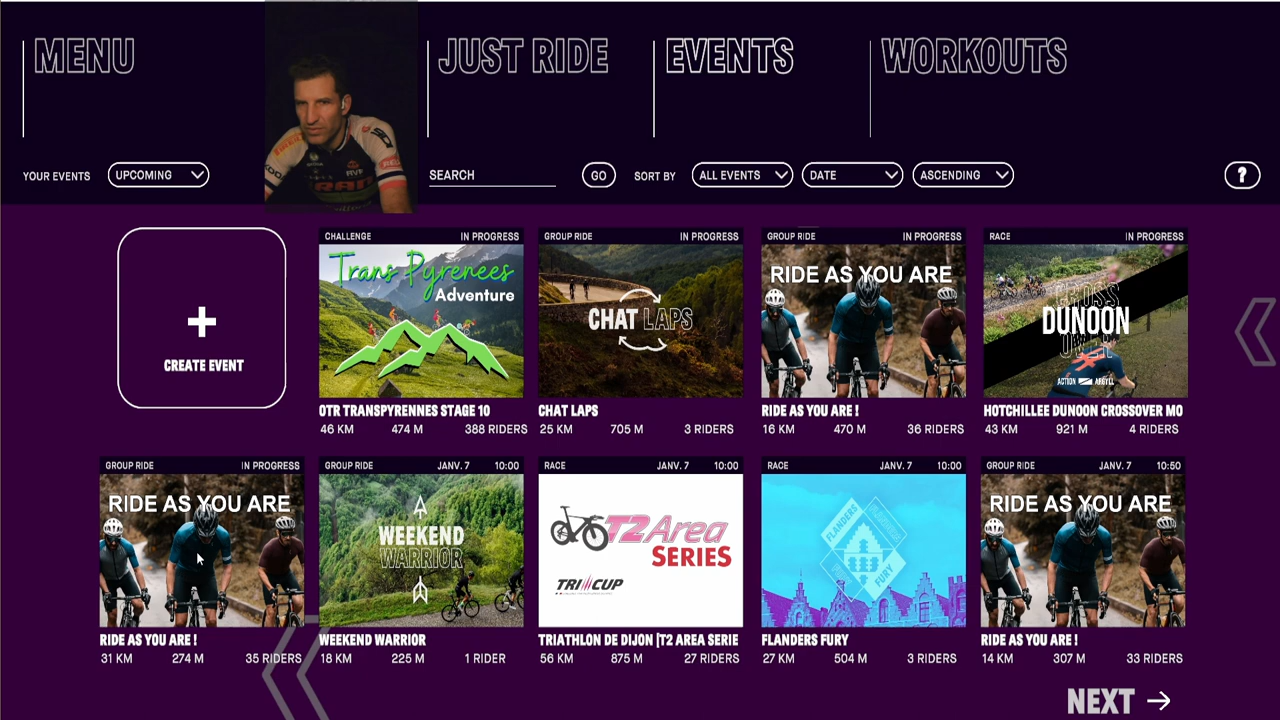 MENU
JUST RIDE
EVENTS
WORKOUTS
YOUR EVENTS
UPCOMING
SEARCH
GO
SORT BY
ALL EVENTS
DATE
ASCENDING
?
CREATE EVENT
CHALLENGE IN PROGRESS
Trans Pyrenees
Adventure
OTR TRANSPYRENNES STAGE 10
46 KM 474 M 388 RIDERS
GROUP RIDE IN PROGRESS
CHAT LAPS
CHAT LAPS
25 KM 705 M 3 RIDERS
GROUP RIDE IN PROGRESS
RIDE AS YOU ARE
RIDE AS YOU ARE !
16 KM 470 M 36 RIDERS
RACE IN PROGRESS
CROSS
DUNOON
OVER
ACTION ARGYLL
HOTCHILLEE DUNOON CROSSOVER MO
43 KM 921 M 4 RIDERS
GROUP RIDE IN PROGRESS
RIDE AS YOU ARE
RIDE AS YOU ARE !
31 KM 274 M 35 RIDERS
GROUP RIDE JANV. 7 10:00
WEEKEND
WARRIOR
WEEKEND WARRIOR
18 KM 225 M 1 RIDER
RACE JANV. 7 10:00
T2 Area
SERIES
TRI CUP
TRIATHLON DE DIJON |T2 AREA SERIE
56 KM 875 M 27 RIDERS
RACE JANV. 7 10:00
FLANDERS
FURY
FLANDERS FURY
27 KM 504 M 3 RIDERS
GROUP RIDE JANV. 7 10:50
RIDE AS YOU ARE
RIDE AS YOU ARE !
14 KM 307 M 33 RIDERS
NEXT